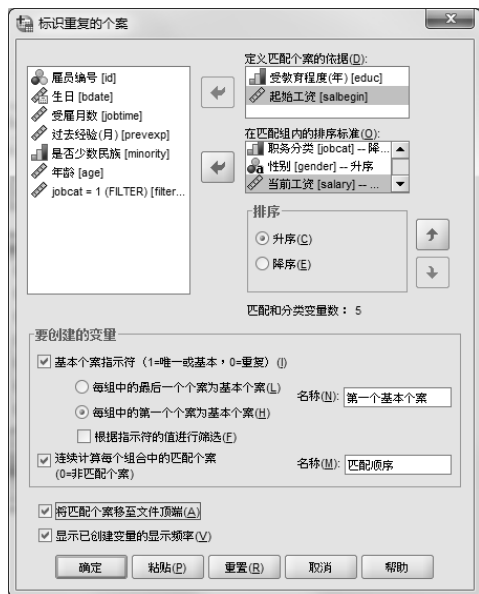 标识重复的个案
雇员编号 [id]
生日 [bdate]
受雇月数 [jobtime]
过去经验(月) [prevexp]
是否少数民族 [minority]
年龄 [age]
jobcat = 1 (FILTER) [filter...
定义匹配个案的依据(D):
受教育程度(年) [educ]
起始工资 [salbegin]
在匹配组内的排序标准(O):
职务分类 [jobcat] -- 降...
性别 [gender] -- 升序
当前工资 [salary] -- ...
排序
升序(C)
降序(E)
匹配和分类变量数： 5
要创建的变量
基本个案指示符（1=唯一或基本，0=重复）(I)
每组中的最后一个个案为基本个案(L)
每组中的第一个个案为基本个案(H)
名称(N): 第一个基本个案
根据指示符的值进行筛选(F)
连续计算每个组合中的匹配个案
(0=非匹配个案)
名称(M): 匹配顺序
将匹配个案移至文件顶端(A)
显示已创建变量的显示频率(V)
确定 粘贴(P) 重置(R) 取消 帮助